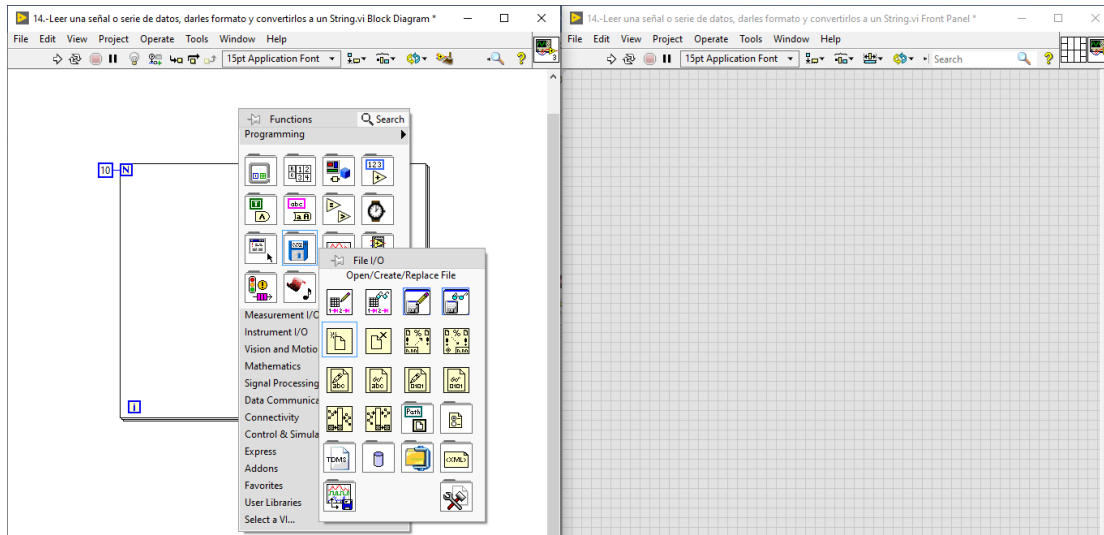 14.-Leer una señal o serie de datos, darles formato y convertirlos a un String.vi Block Diagram *
File Edit View Project Operate Tools Window Help
15pt Application Font
3
Functions
Search
Programming
10
N
i
File I/O
Open/Create/Replace File
Measurement I/O
Instrument I/O
Vision and Motio
Mathematics
Signal Processing
Data Communica
Connectivity
Control & Simula
Express
Addons
Favorites
User Libraries
Select a VI...
123
abc
TDMS
Path
<XML>
14.-Leer una señal o serie de datos, darles formato y convertirlos a un String.vi Front Panel *
File Edit View Project Operate Tools Window Help
15pt Application Font
Search